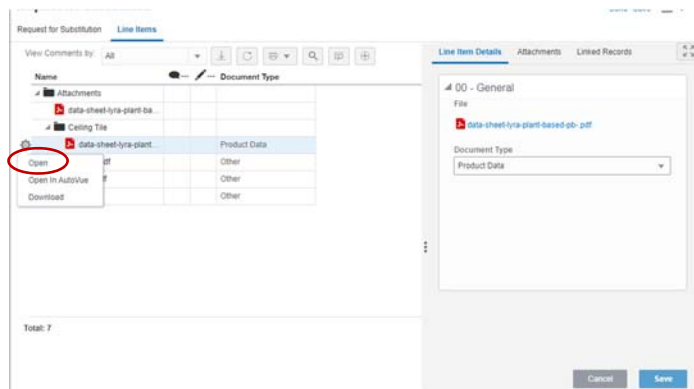 Request for Substitution Line Items
View Comments by: All
Name Document Type
Attachments
data-sheet-lyra-plant-ba...
Ceiling Tile
data-sheet-lyra-plant... Product Data
Open df Other
Open In AutoVue f Other
Download Other
Total: 7
Line Item Details Attachments Linked Records
00 - General
File
data-sheet-lyra-plant-based-pb-.pdf
Document Type
Product Data
Cancel Save